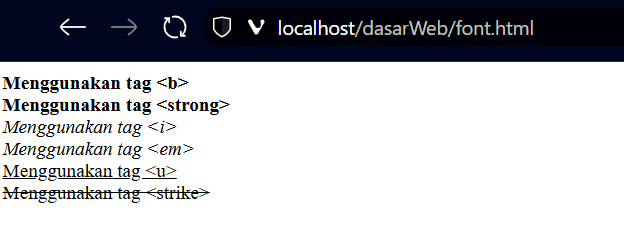 localhost/dasarWeb/font.html
Menggunakan tag <b>
Menggunakan tag <strong>
Menggunakan tag <i>
Menggunakan tag <em>
Menggunakan tag <u>
Menggunakan tag <strike>